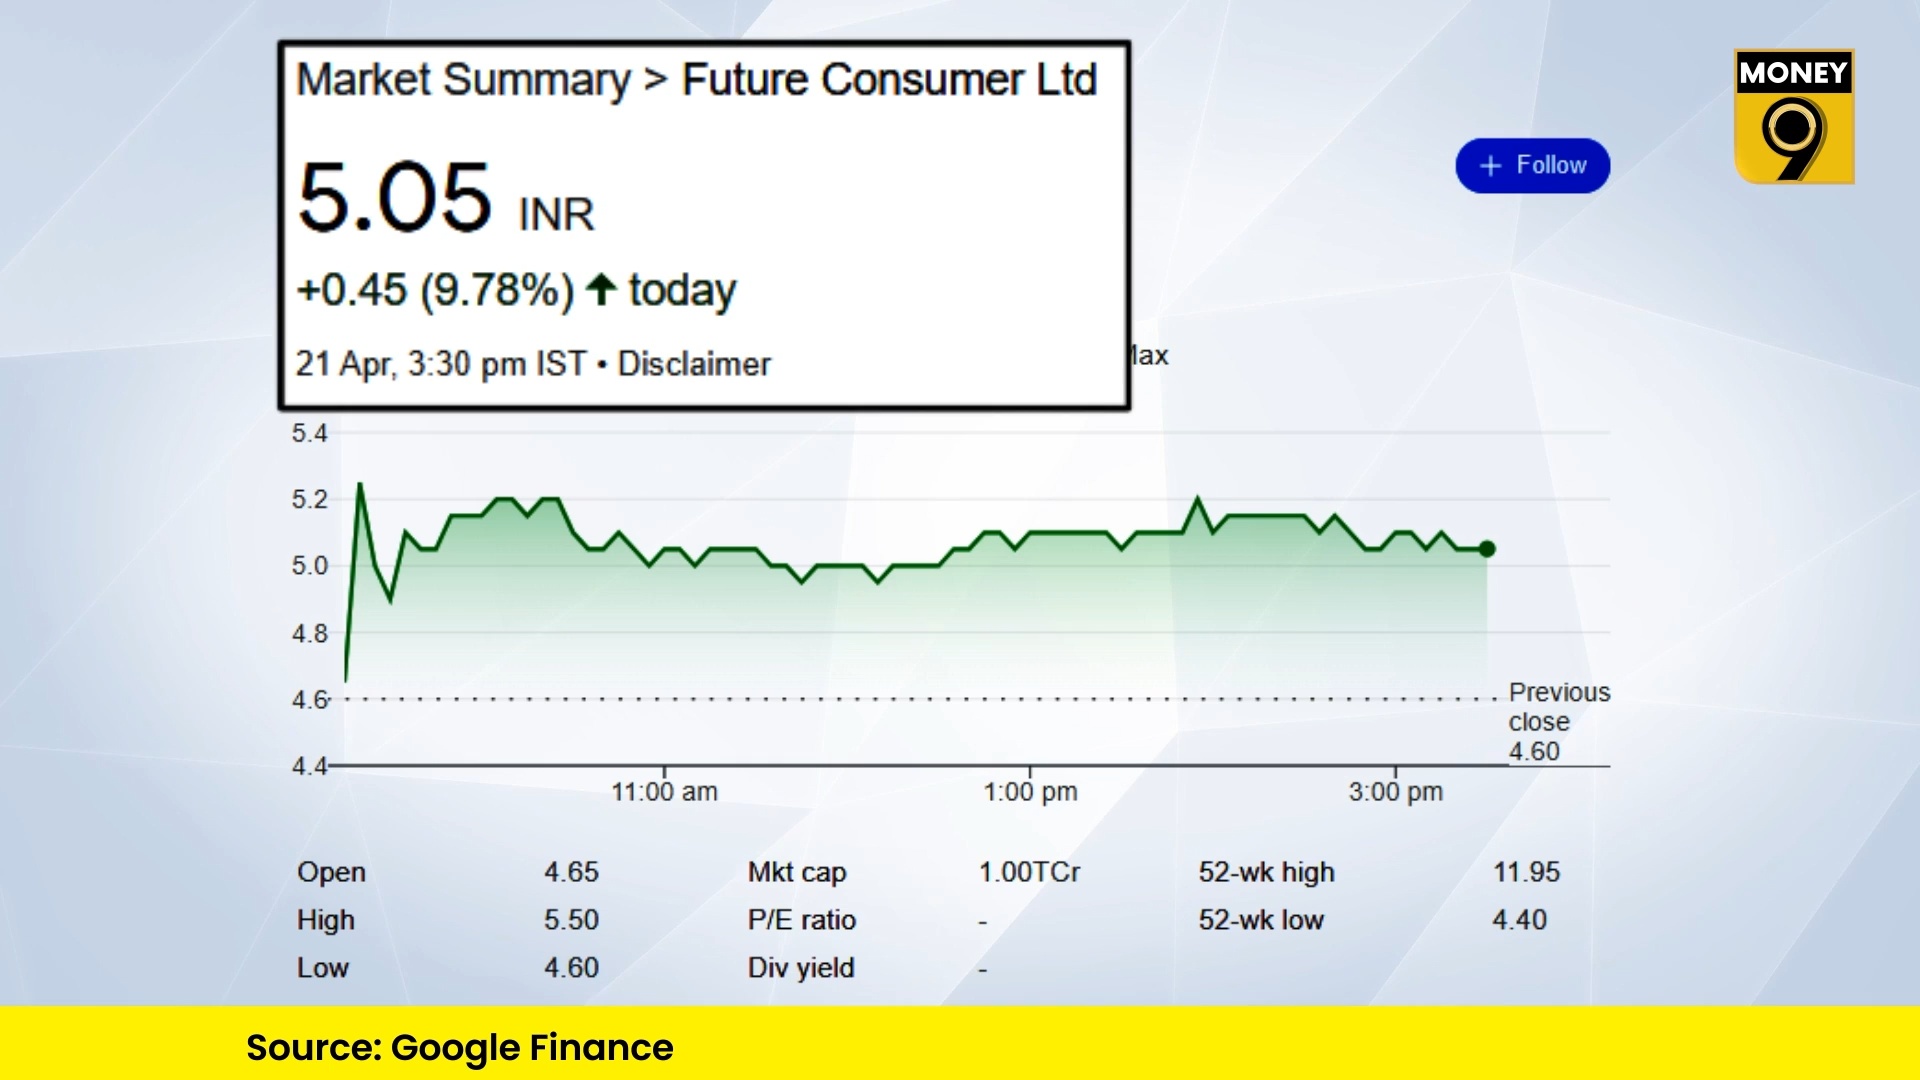 Market Summary > Future Consumer Ltd
MONEY
9
5.05 INR
+ Follow
+0.45 (9.78%) ↑ today
21 Apr, 3:30 pm IST • Disclaimer
5.4
5.2
5.0
4.8
4.6
Previous
close
4.60
4.4
11:00 am 1:00 pm 3:00 pm
Open 4.65 Mkt cap 1.00TCr 52-wk high 11.95
High 5.50 P/E ratio - 52-wk low 4.40
Low 4.60 Div yield -
Source: Google Finance